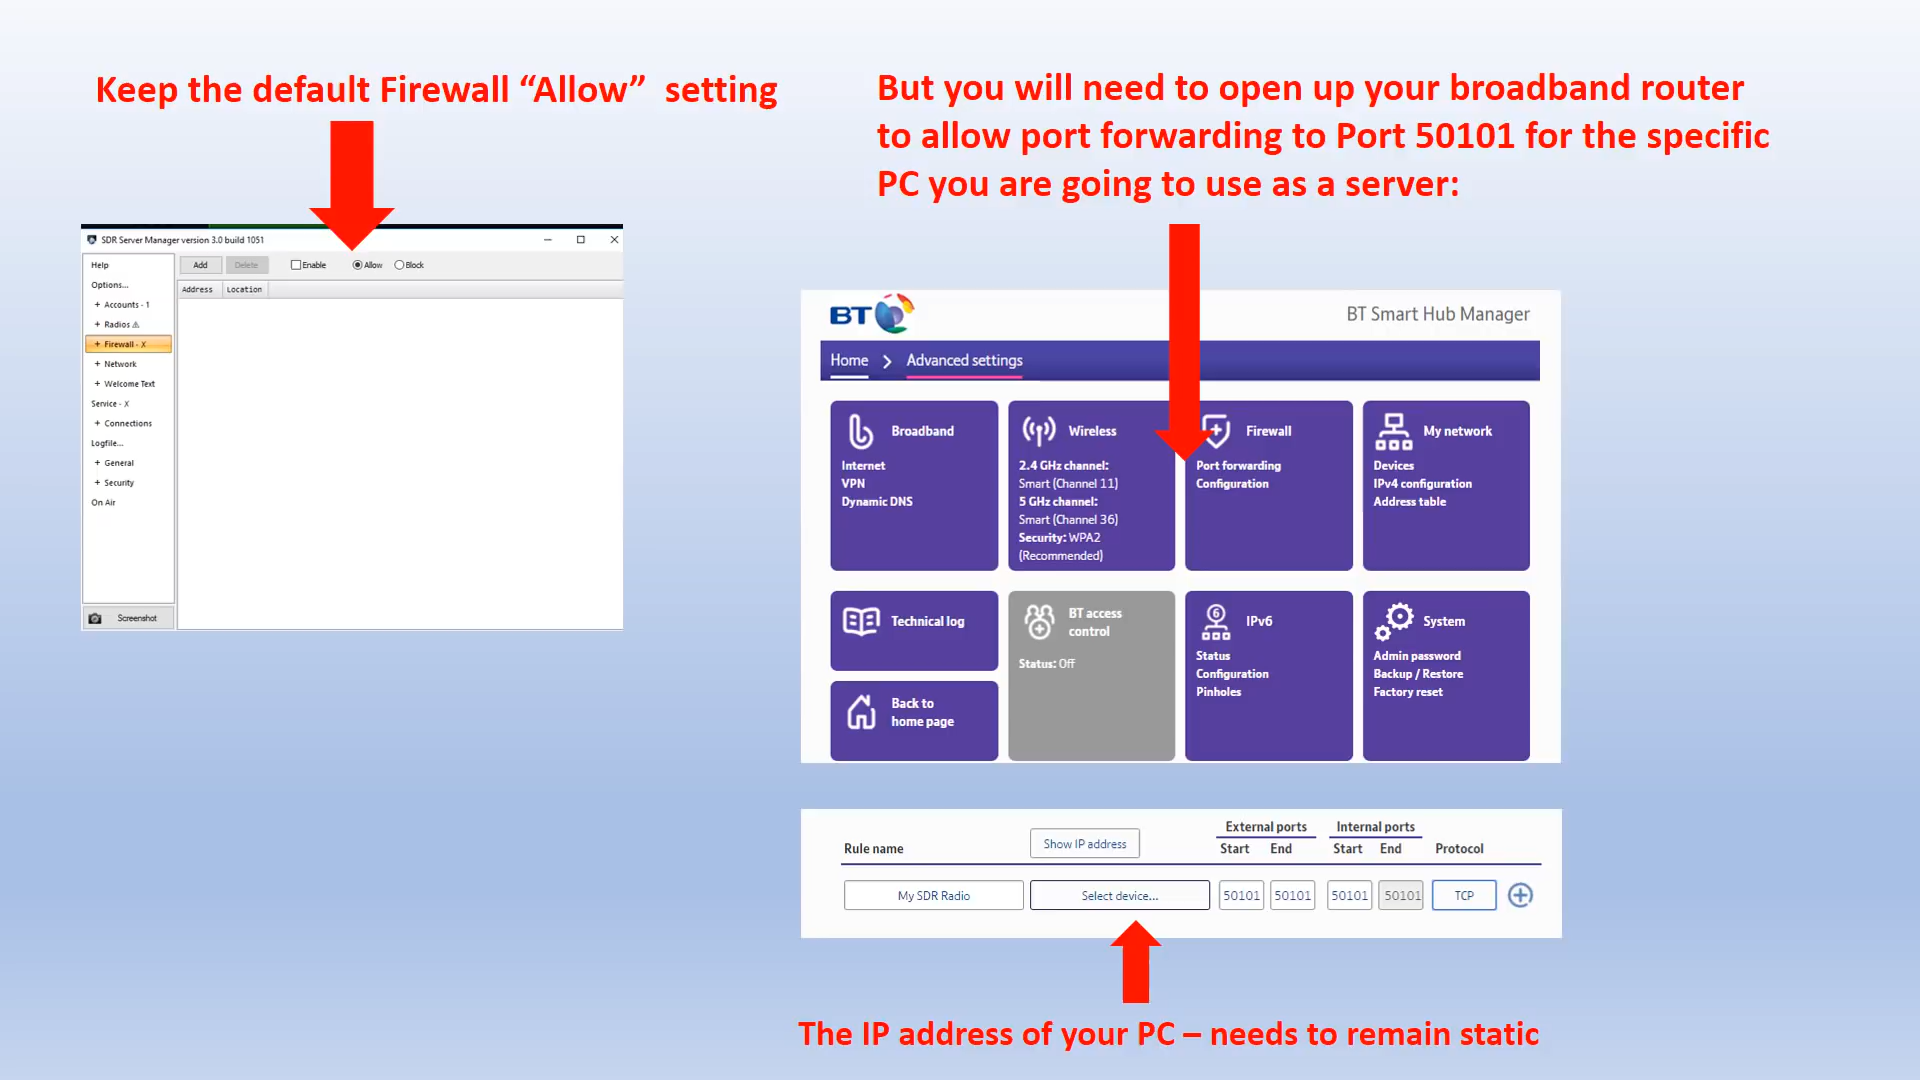 Keep the default Firewall “Allow” setting
But you will need to open up your broadband router
to allow port forwarding to Port 50101 for the specific
PC you are going to use as a server:
SDR Server Manager version 3.0 build 1051
Help
Options...
+ Accounts - 1
+ Radios ⚠
+ Firewall - X
+ Network
+ Welcome Text
Service - X
+ Connections
Logfile...
+ General
+ Security
On Air
Screenshot
Add Delete Enable Allow Block
Address Location
BT
BT Smart Hub Manager
Home > Advanced settings
Broadband
Internet
VPN
Dynamic DNS
Wireless
2.4 GHz channel:
Smart (Channel 11)
5 GHz channel:
Smart (Channel 36)
Security: WPA2
(Recommended)
Firewall
Port forwarding
Configuration
My network
Devices
IPv4 configuration
Address table
Technical log
Back to
home page
BT access
control
Status: Off
6
IPv6
Status
Configuration
Pinholes
System
Admin password
Backup / Restore
Factory reset
External ports Internal ports
Rule name Show IP address Start End Start End Protocol
My SDR Radio Select device... 50101 50101 50101 50101 TCP
The IP address of your PC – needs to remain static